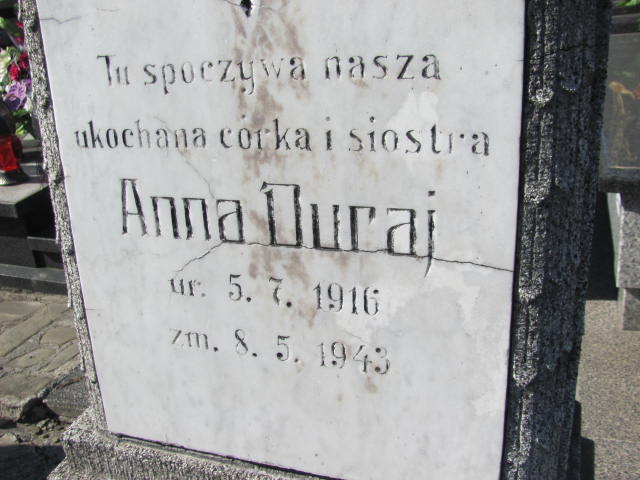 Tu spoczywa nasza
ukochana córka i siostra
Anna Duraj
ur. 5. 7. 1916
zm. 8. 5. 1943